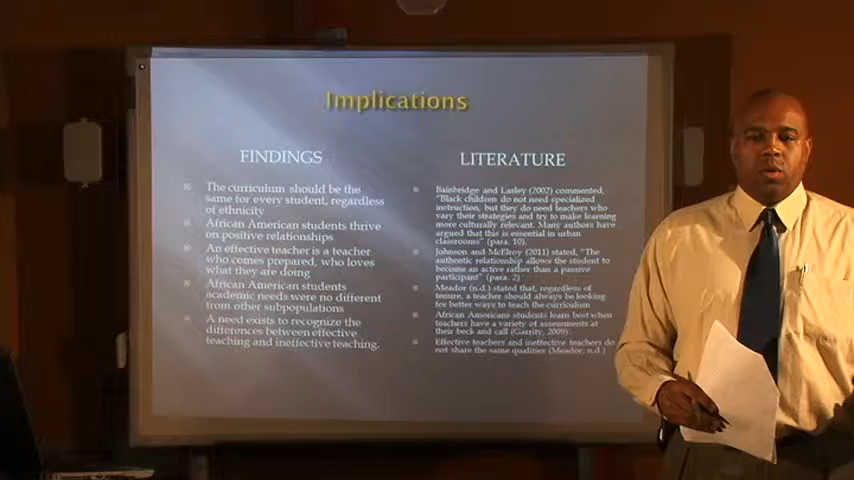 Implications
FINDINGS
The curriculum should be the
same for every student, regardless
of ethnicity
African American students thrive
on positive relationships
An effective teacher is a teacher
who comes prepared, who loves
what they are doing
African American students
academic needs were no different
from other subpopulations
A need exists to recognize the
differences between effective
teaching and ineffective teaching.
LITERATURE
Bainbridge and Lasley (2002) commented,
"Black children do not need specialized
instruction, but they do need teachers who
vary their strategies and try to make learning
more culturally relevant. Many authors have
argued that this is essential in urban
classrooms" (para. 10).
Johnson and McElroy (2011) stated, "The
authentic relationship allows the student to
become an active rather than a passive
participant" (para. 2)
Meador (n.d.) stated that, regardless of
tenure, a teacher should always be looking
for better ways to teach the curriculum
African Americans students learn best when
teachers have a variety of assessments at
their beck and call (Garrity, 2009)
Effective teachers and ineffective teachers do
not share the same qualities (Meador, n.d.)